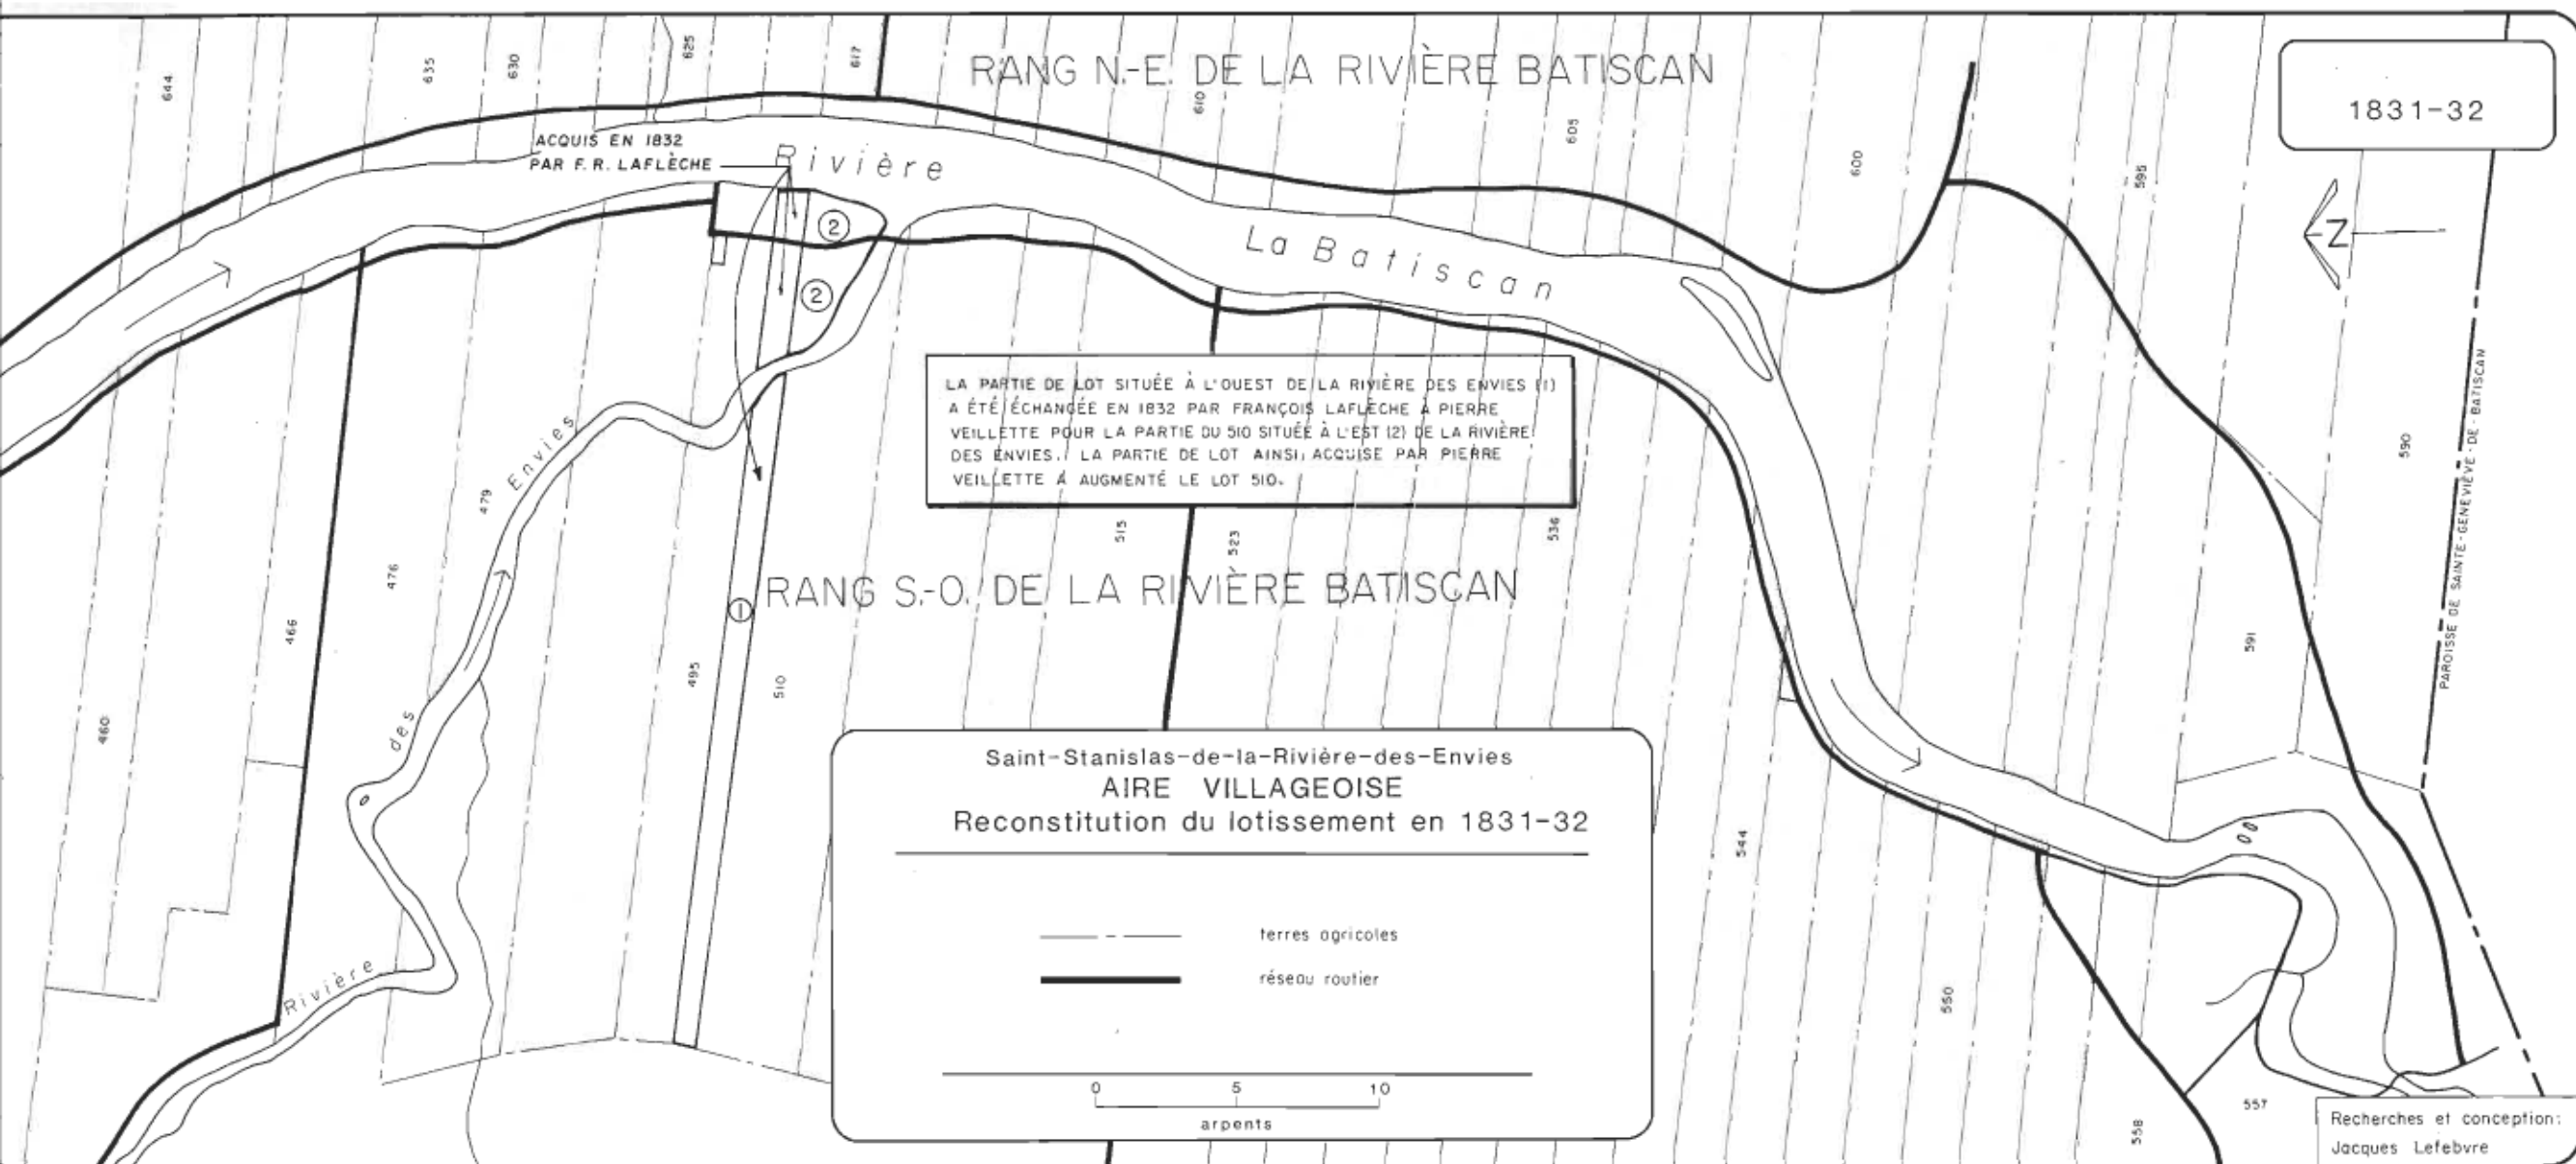 RANG N.-E. DE LA RIVIÈRE BATISCAN
1831-32
644
635
630
625
617
610
605
600
595
590
591
ACQUIS EN 1832
PAR F.R. LAFLÈCHE
Rivière
La Batiscan
Z
2
2
LA PARTIE DE LOT SITUÉE À L'OUEST DE LA RIVIÈRE DES ENVIES (1)
A ÉTÉ ÉCHANGÉE EN 1832 PAR FRANÇOIS LAFLÈCHE À PIERRE
VEILLETTE POUR LA PARTIE DU 510 SITUÉE À L'EST (2) DE LA RIVIÈRE
DES ENVIES. LA PARTIE DE LOT AINSI ACQUISE PAR PIERRE
VEILLETTE A AUGMENTÉ LE LOT 510.
PAROISSE DE SAINTE-GENEVIÈVE-DE-BATISCAN
Rivière des Envies
460
466
476
479
495
1
510
515
523
536
544
550
558
557
RANG S.-O. DE LA RIVIÈRE BATISCAN
Saint-Stanislas-de-la-Rivière-des-Envies
AIRE VILLAGEOISE
Reconstitution du lotissement en 1831-32
terres agricoles
réseau routier
0 5 10
arpents
Recherches et conception:
Jacques Lefebvre